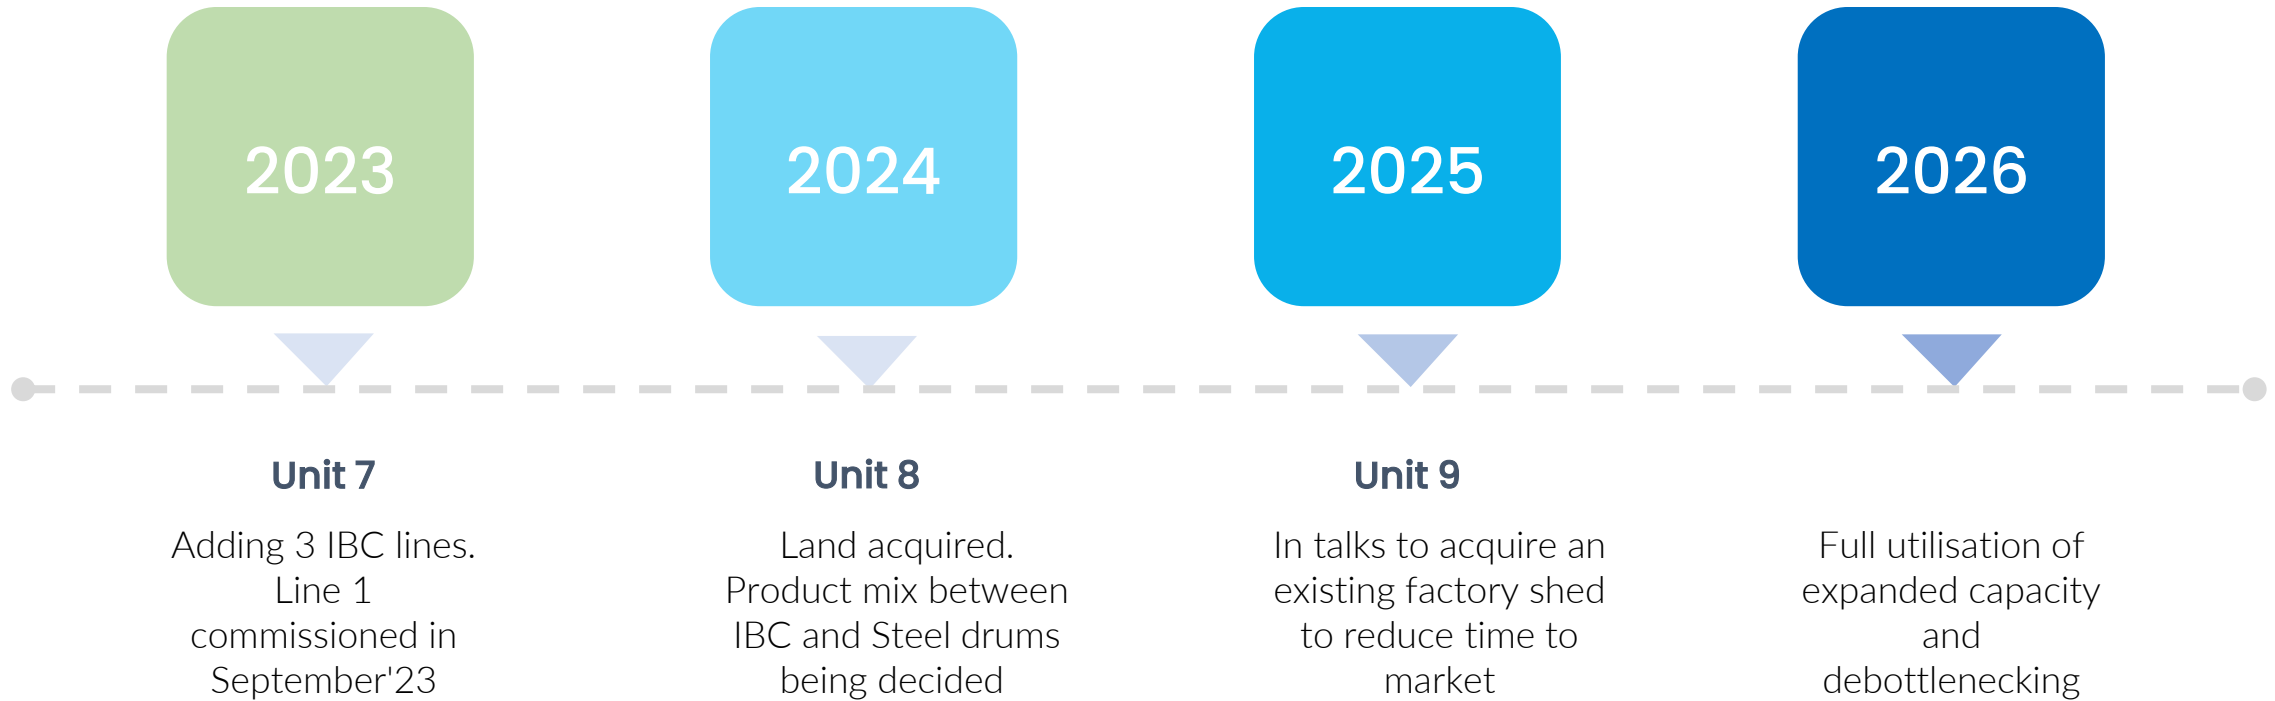 2023
2024
2025
2026
Unit 7
Adding 3 IBC lines.
Line 1
commissioned in
September'23
Unit 8
Land acquired.
Product mix between
IBC and Steel drums
being decided
Unit 9
In talks to acquire an
existing factory shed
to reduce time to
market
Full utilisation of
expanded capacity
and
debottlenecking